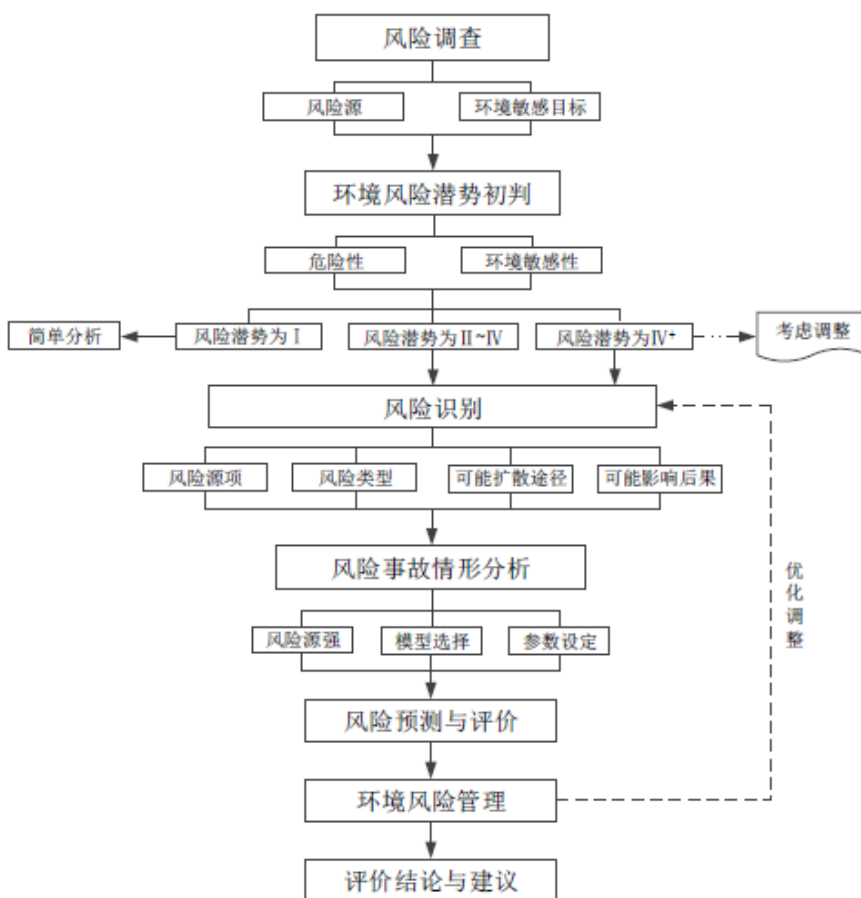 风险调查
风险源
环境敏感目标
环境风险潜势初判
危险性
环境敏感性
简单分析
风险潜势为Ⅰ
风险潜势为Ⅱ~Ⅳ
风险潜势为Ⅳ+
考虑调整
风险识别
风险源项
风险类型
可能扩散途径
可能影响后果
风险事故情形分析
优化调整
风险源强
模型选择
参数设定
风险预测与评价
环境风险管理
评价结论与建议